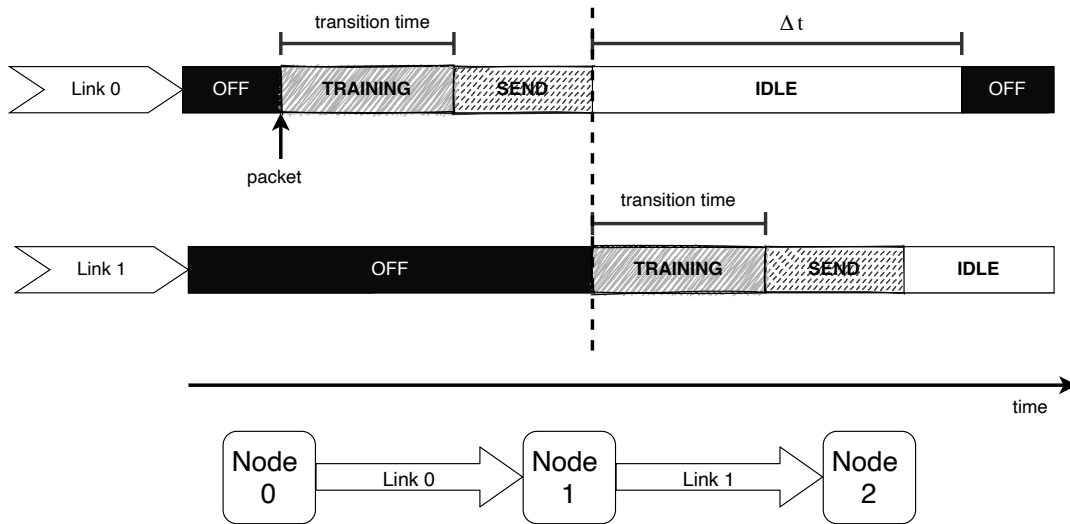 transition time
Δ t
Link 0
OFF
TRAINING
SEND
IDLE
OFF
packet
transition time
Link 1
OFF
TRAINING
SEND
IDLE
time
Node
0
Link 0
Node
1
Link 1
Node
2